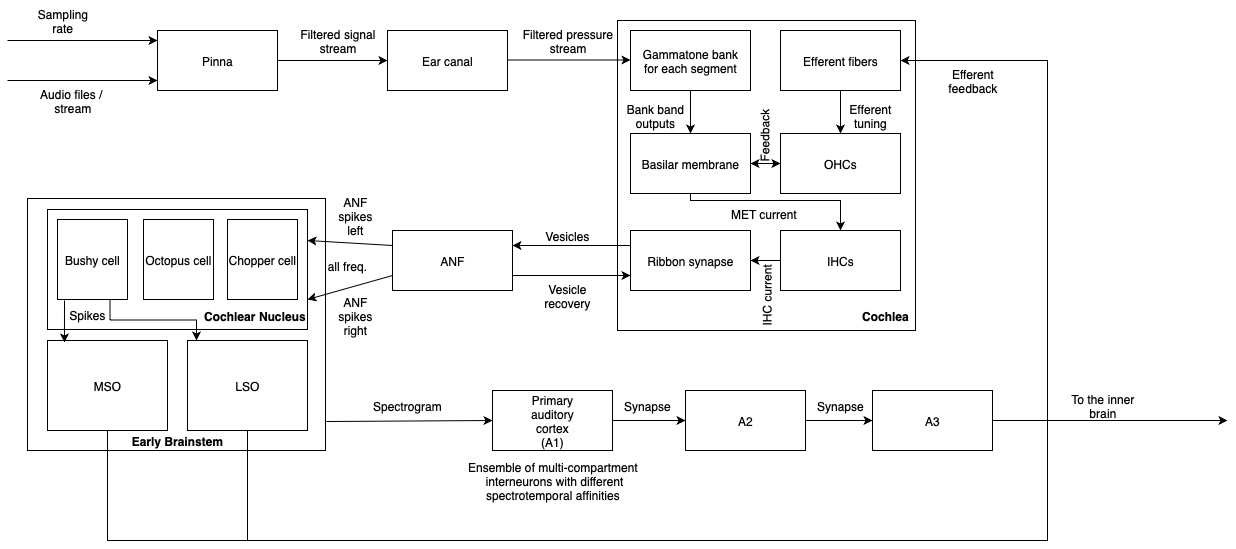 Sampling
rate
Audio files /
stream
Pinna
Filtered signal
stream
Ear canal
Filtered pressure
stream
Gammatone bank
for each segment
Efferent fibers
Efferent
feedback
Bank band
outputs
Efferent
tuning
Basilar membrane
Feedback
OHCs
MET current
Ribbon synapse
IHC current
IHCs
Cochlea
Vesicles
Vesicle
recovery
ANF
ANF
spikes
left
all freq.
ANF
spikes
right
Bushy cell
Octopus cell
Chopper cell
Cochlear Nucleus
Spikes
MSO
LSO
Early Brainstem
Spectrogram
Primary
auditory
cortex
(A1)
Ensemble of multi-compartment
interneurons with different
spectrotemporal affinities
Synapse
A2
Synapse
A3
To the inner
brain